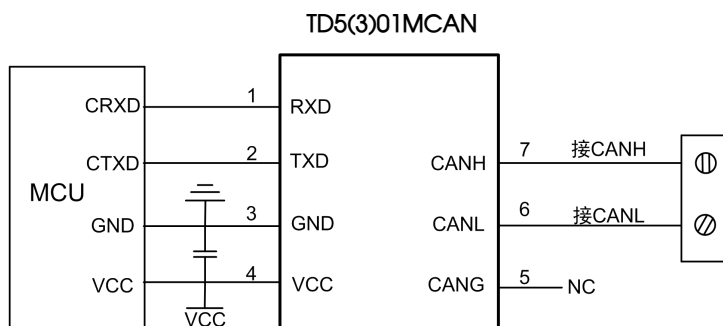 TD5(3)01MCAN
CRXD 1 RXD
CTXD 2 TXD
CANH 7 接CANH
MCU
GND 3 GND
CANL 6 接CANL
VCC 4 VCC
CANG 5 NC
VCC